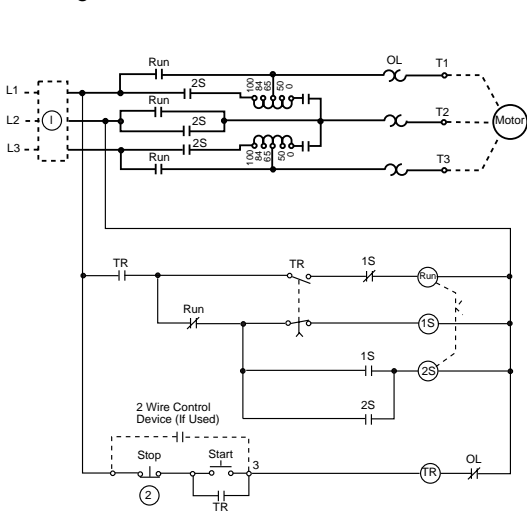 Run
OL
T1
L1
2S
100
84
65
50
0
Run
L2
I
2S
T2
Motor
L3
2S
100
84
65
50
0
Run
T3
TR
TR
1S
Run
Run
1S
1S
2S
2S
2 Wire Control
Device (If Used)
Stop
Start
3
TR
OL
2
TR